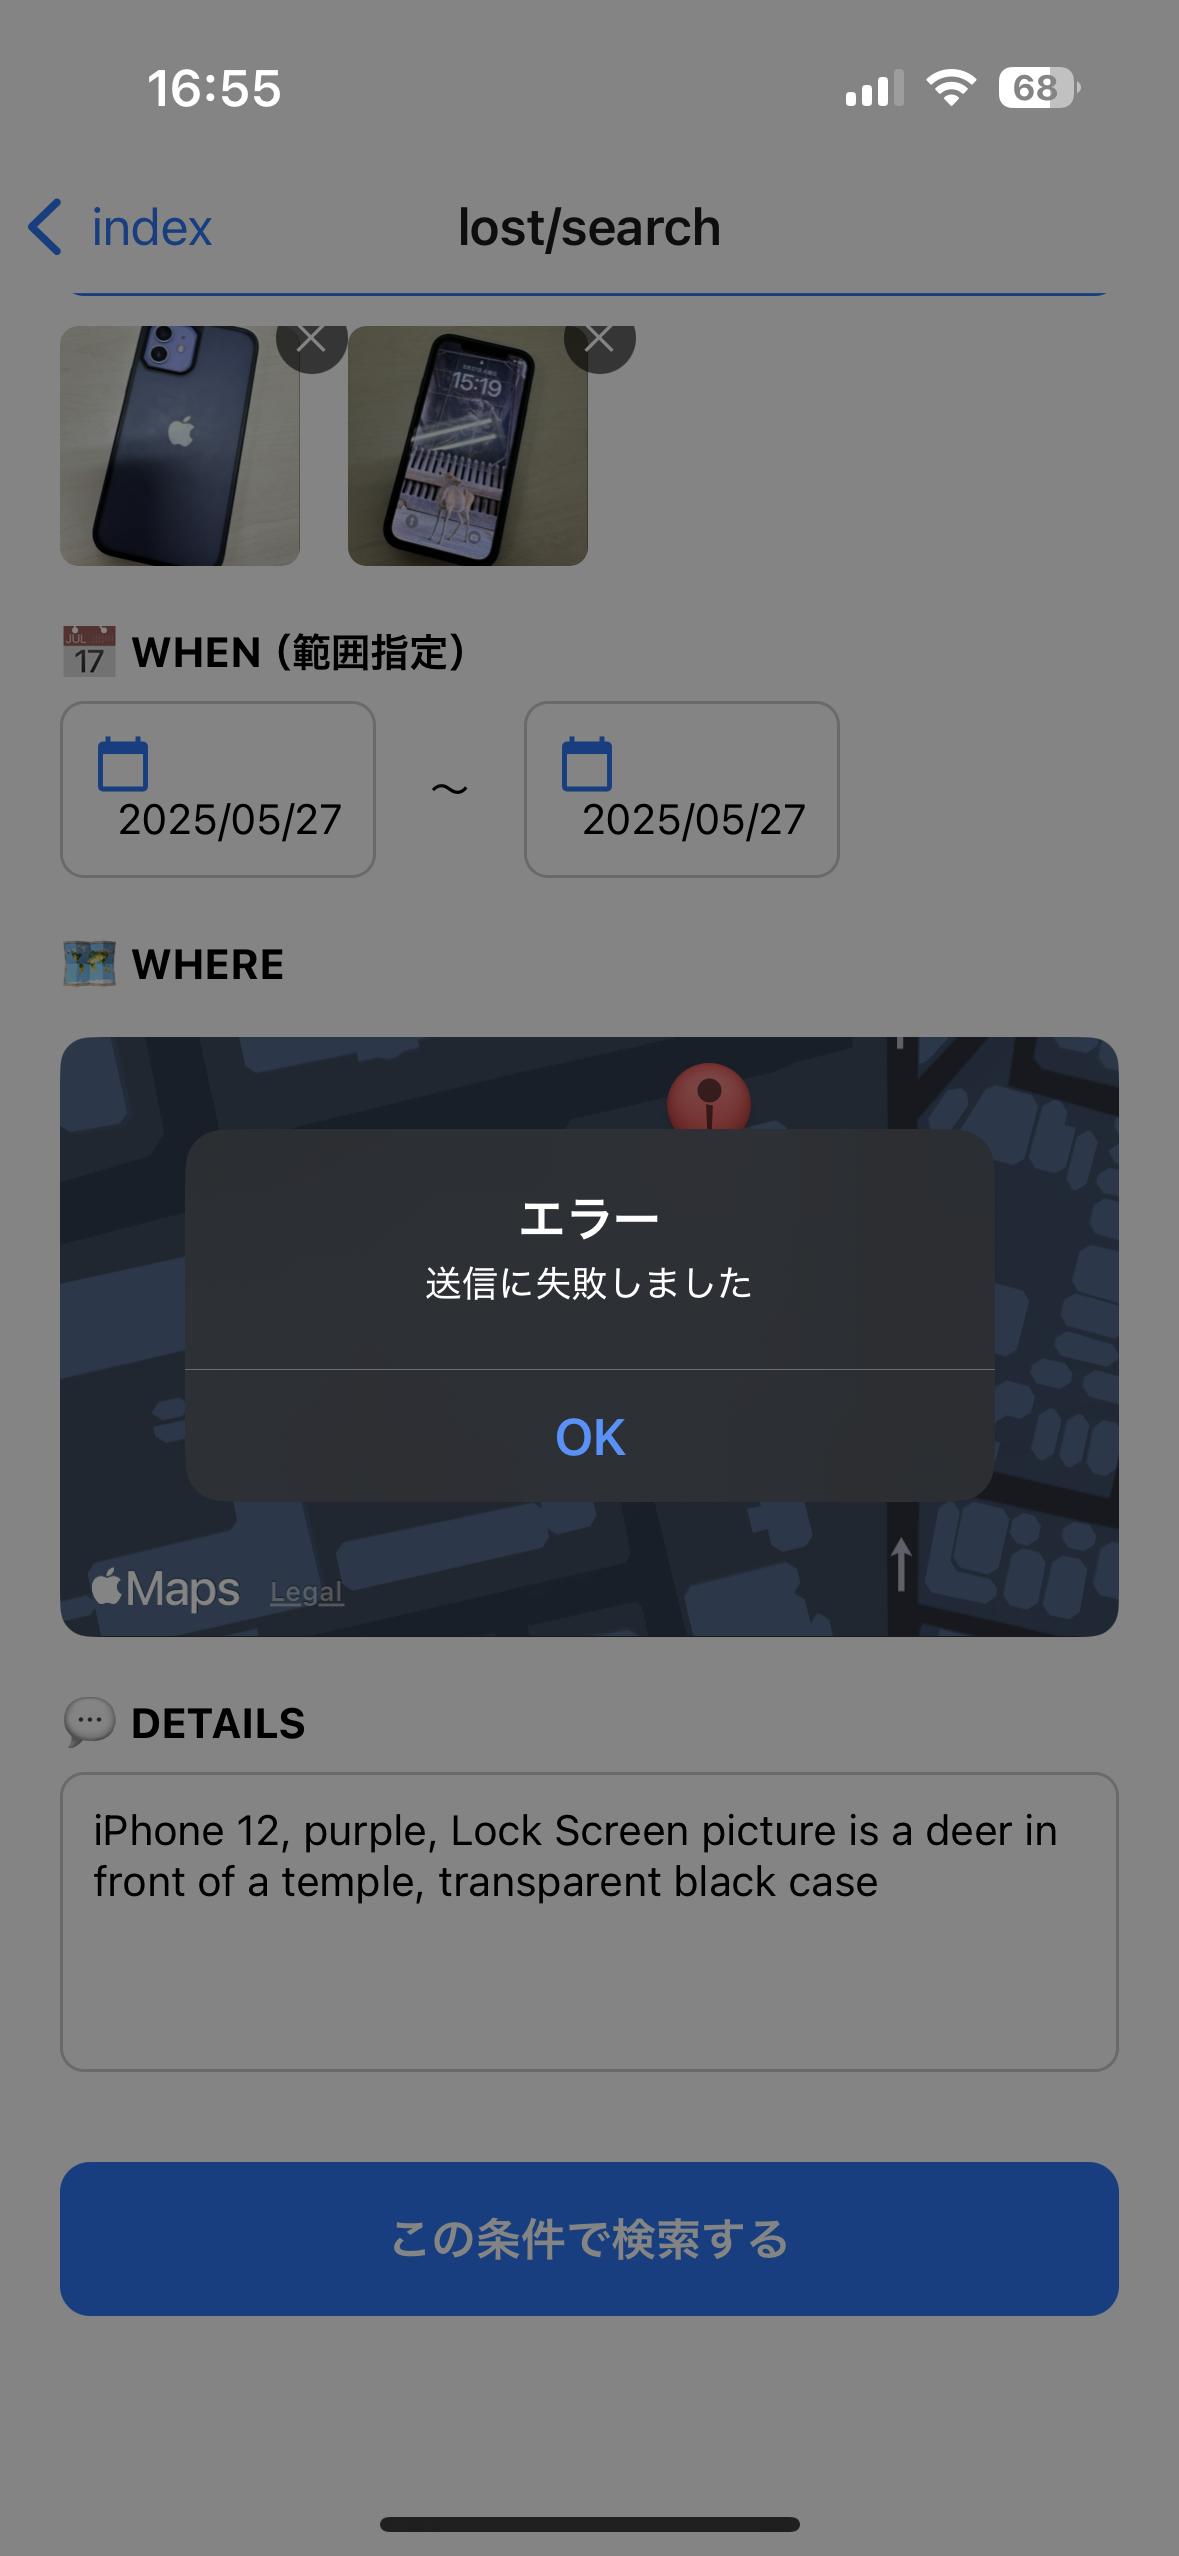 16:55
68
index
lost/search
15:19
JUL
17
WHEN（範囲指定）
2025/05/27
～
2025/05/27
WHERE
エラー
送信に失敗しました
OK
Maps
Legal
DETAILS
iPhone 12, purple, Lock Screen picture is a deer in
front of a temple, transparent black case
この条件で検索する